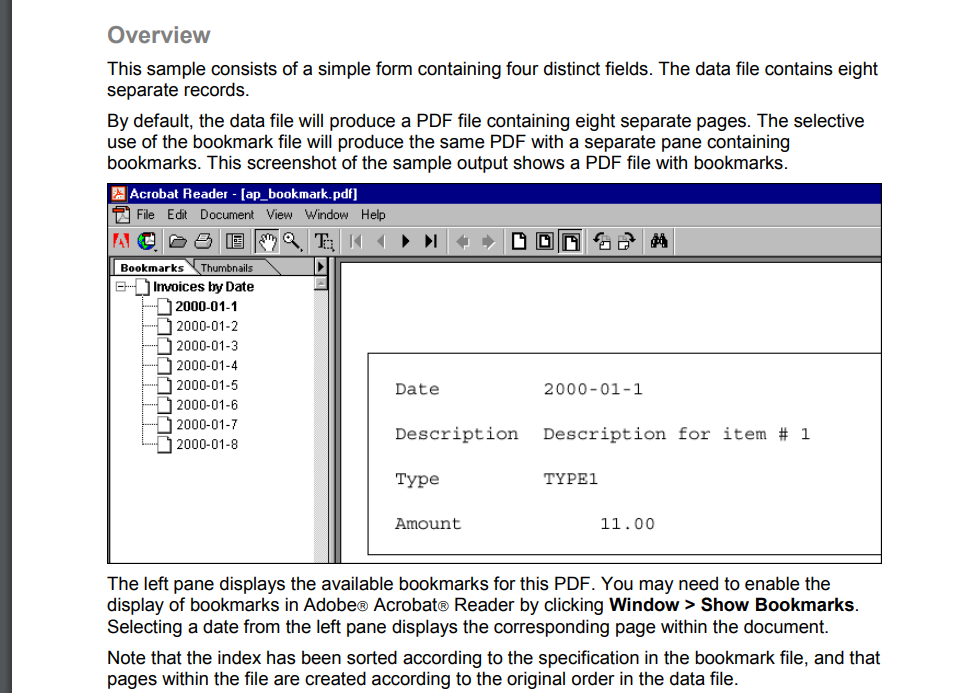 Overview
This sample consists of a simple form containing four distinct fields. The data file contains eight
separate records.
By default, the data file will produce a PDF file containing eight separate pages. The selective
use of the bookmark file will produce the same PDF with a separate pane containing
bookmarks. This screenshot of the sample output shows a PDF file with bookmarks.
Acrobat Reader - [ap_bookmark.pdf]
File Edit Document View Window Help
Bookmarks Thumbnails
Invoices by Date
2000-01-1
2000-01-2
2000-01-3
2000-01-4
2000-01-5
2000-01-6
2000-01-7
2000-01-8
Date 2000-01-1
Description Description for item # 1
Type TYPE1
Amount 11.00
The left pane displays the available bookmarks for this PDF. You may need to enable the
display of bookmarks in Adobe® Acrobat® Reader by clicking Window > Show Bookmarks.
Selecting a date from the left pane displays the corresponding page within the document.
Note that the index has been sorted according to the specification in the bookmark file, and that
pages within the file are created according to the original order in the data file.